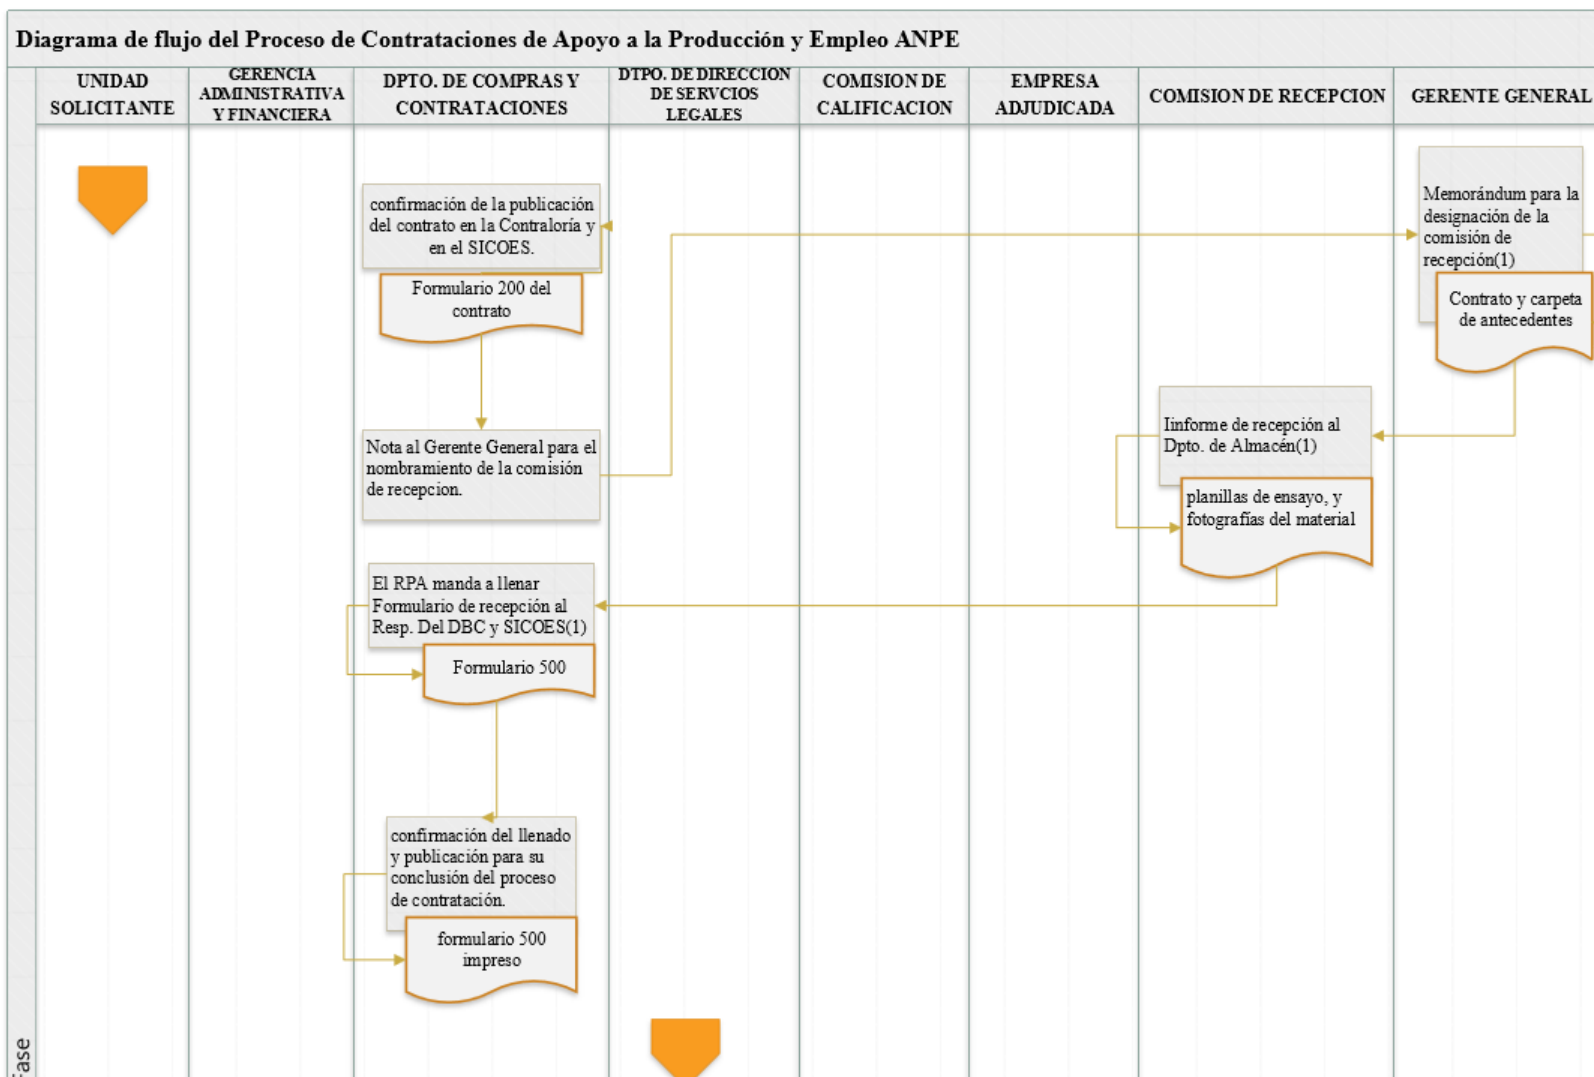 Diagrama de flujo del Proceso de Contrataciones de Apoyo a la Producción y Empleo ANPE
UNIDAD
SOLICITANTE
GERENCIA
ADMINISTRATIVA
Y FINANCIERA
DPTO. DE COMPRAS Y
CONTRATACIONES
DTPO. DE DIRECCION
DE SERVCIOS
LEGALES
COMISION DE
CALIFICACION
EMPRESA
ADJUDICADA
COMISION DE RECEPCION
GERENTE GENERAL
confirmación de la publicación
del contrato en la Contraloría y
en el SICOES.
Formulario 200 del
contrato
Memorándum para la
designación de la
comisión de
recepción(1)
Contrato y carpeta
de antecedentes
Nota al Gerente General para el
nombramiento de la comisión
de recepcion.
Iinforme de recepción al
Dpto. de Almacén(1)
planillas de ensayo, y
fotografías del material
El RPA manda a llenar
Formulario de recepción al
Resp. Del DBC y SICOES(1)
Formulario 500
confirmación del llenado
y publicación para su
conclusión del proceso
de contratación.
formulario 500
impreso
Fase